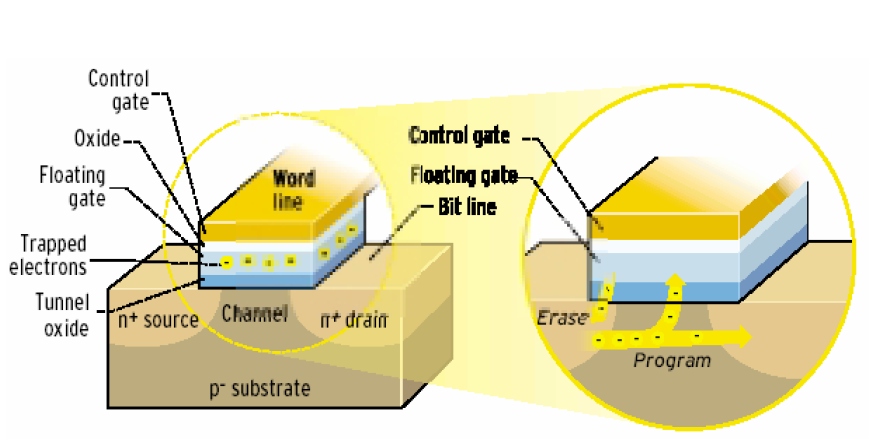 Control
gate
Oxide
Floating
gate
Trapped
electrons
Tunnel
oxide
Word
line
Control gate
Floating gate
Bit line
n+ source
Channel
n+ drain
p- substrate
Erase
Program